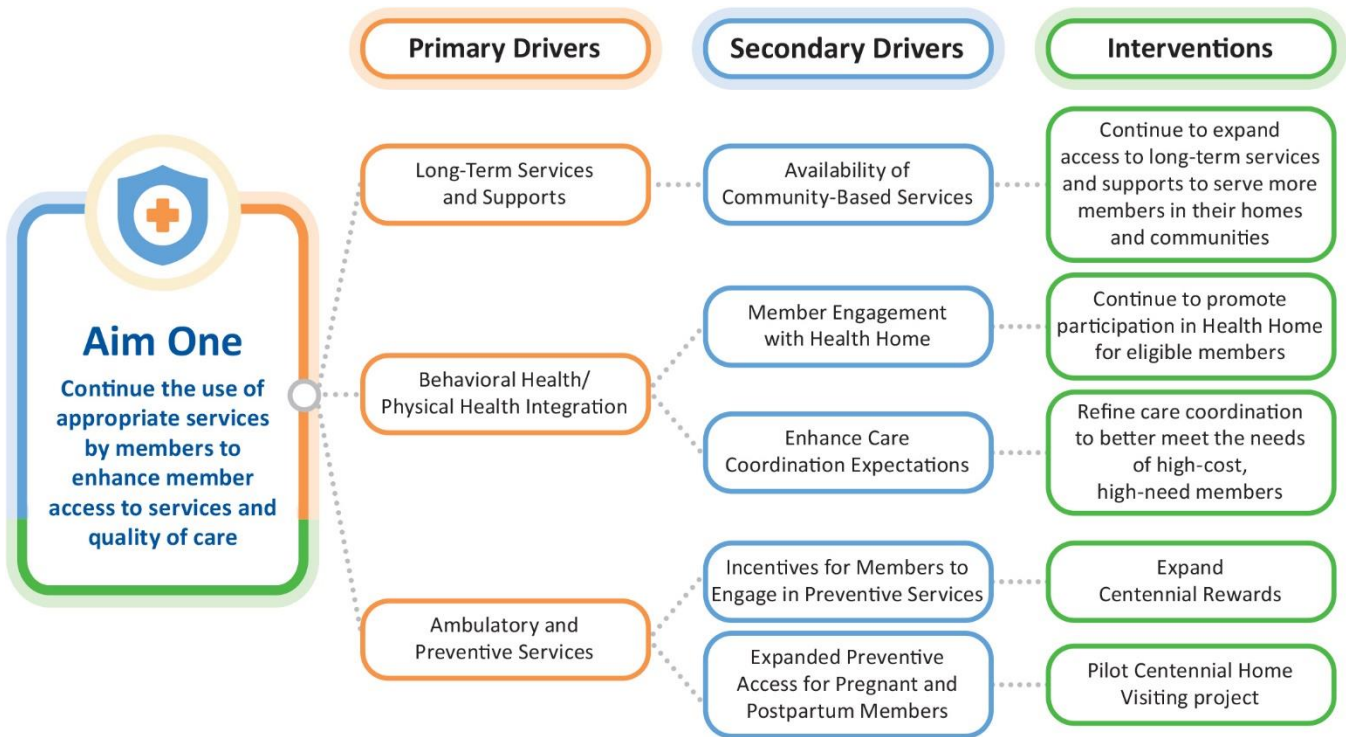 Primary Drivers
Secondary Drivers
Interventions
Aim One
Continue the use of
appropriate services
by members to
enhance member
access to services and
quality of care
Long-Term Services
and Supports
Availability of
Community-Based Services
Continue to expand
access to long-term services
and supports to serve more
members in their homes
and communities
Behavioral Health/
Physical Health Integration
Member Engagement
with Health Home
Continue to promote
participation in Health Home
for eligible members
Enhance Care
Coordination Expectations
Refine care coordination
to better meet the needs
of high-cost,
high-need members
Ambulatory and
Preventive Services
Incentives for Members to
Engage in Preventive Services
Expand
Centennial Rewards
Expanded Preventive
Access for Pregnant and
Postpartum Members
Pilot Centennial Home
Visiting project